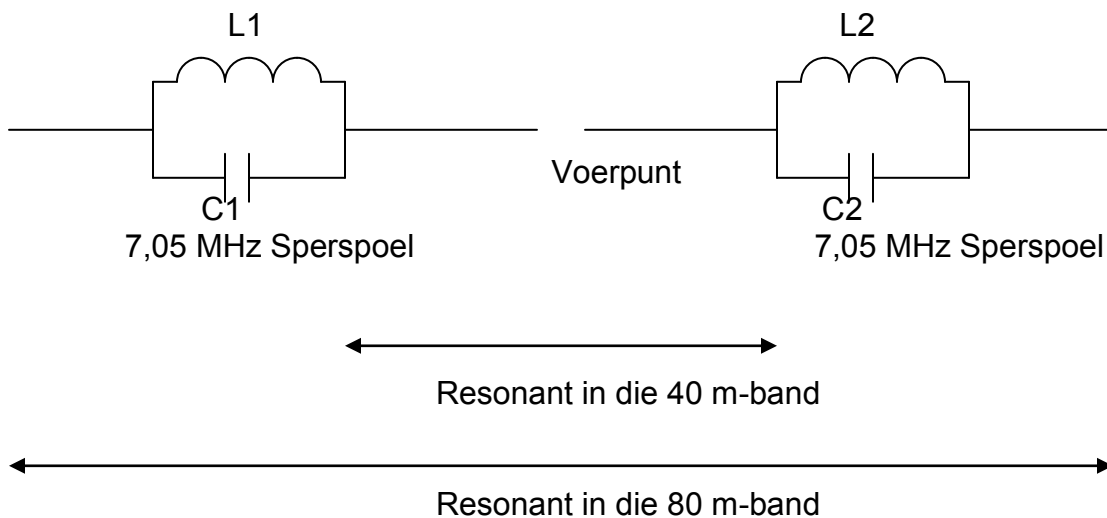 L1
L2
Voerpunt
C1
C2
7,05 MHz Sperspoel
7,05 MHz Sperspoel
Resonant in die 40 m-band
Resonant in die 80 m-band